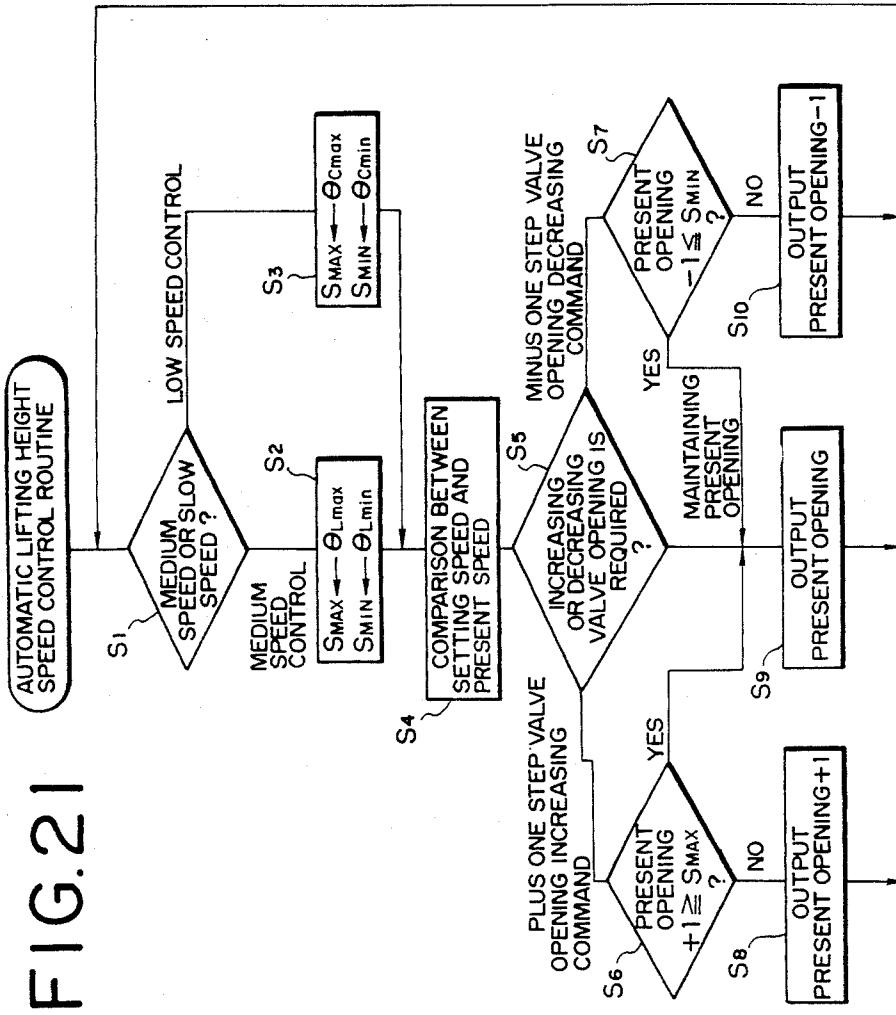 FIG.21
AUTOMATIC LIFTING HEIGHT
SPEED CONTROL ROUTINE
S1
MEDIUM
SPEED OR SLOW
SPEED ?
LOW SPEED CONTROL
MEDIUM
SPEED
CONTROL
S2
SMAX ← θLmax
SMIN ← θLmin
S3
SMAX ← θCmax
SMIN ← θCmin
S4
COMPARISON BETWEEN
SETTING SPEED AND
PRESENT SPEED
S5
INCREASING
OR DECREASING
VALVE OPENING IS
REQUIRED
?
PLUS ONE STEP VALVE
OPENING INCREASING
COMMAND
MINUS ONE STEP VALVE
OPENING DECREASING
COMMAND
S6
PRESENT
OPENING
+1 ≧ SMAX
?
YES
NO
S7
PRESENT
OPENING
-1 ≦ SMIN
?
YES
NO
MAINTAINING
PRESENT
OPENING
S8
OUTPUT
PRESENT OPENING+1
S9
OUTPUT
PRESENT OPENING
S10
OUTPUT
PRESENT OPENING-1